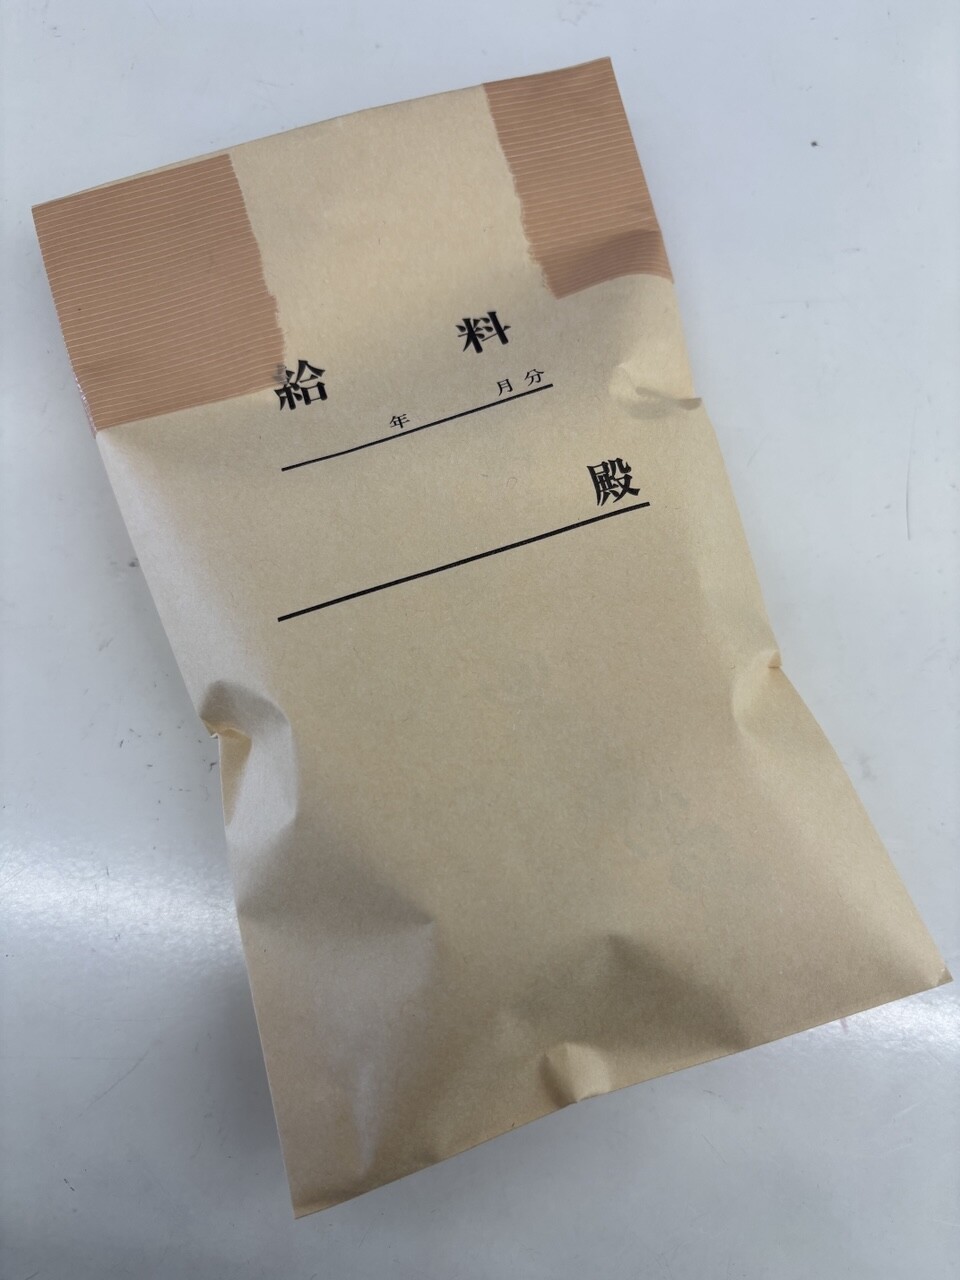 給 料
年 月分
殿